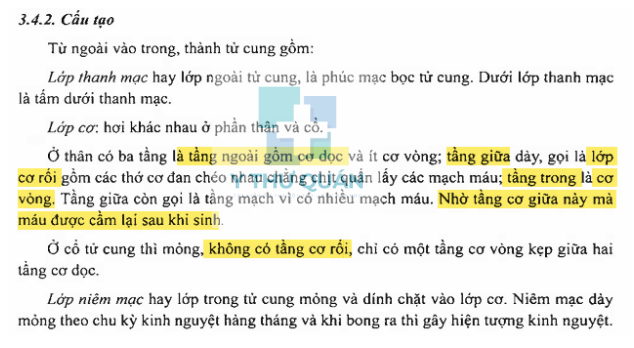 3.4.2. Cấu tạo
Từ ngoài vào trong, thành tử cung gồm:
Lớp thanh mạc hay lớp ngoài tử cung, là phúc mạc bọc tử cung. Dưới lớp thanh mạc
là tấm dưới thanh mạc.
Lớp cơ: hơi khác nhau ở phần thân và cổ.
Ở thân có ba tầng là tầng ngoài gồm cơ dọc và ít cơ vòng; tầng giữa dày, gọi là lớp
cơ rối gồm các thớ cơ đan chéo nhau chằng chịt quấn lấy các mạch máu; tầng trong là cơ
vòng. Tầng giữa còn gọi là tầng mạch vì có nhiều mạch máu. Nhờ tầng cơ giữa này mà
máu được cầm lại sau khi sinh.
Ở cổ tử cung thì mỏng, không có tầng cơ rối, chỉ có một tầng cơ vòng kẹp giữa hai
tầng cơ dọc.
Lớp niêm mạc hay lớp trong tử cung mỏng và dính chặt vào lớp cơ. Niêm mạc dày
mỏng theo chu kỳ kinh nguyệt hàng tháng và khi bong ra thì gây hiện tượng kinh nguyệt.
Y THƯ QUÁN